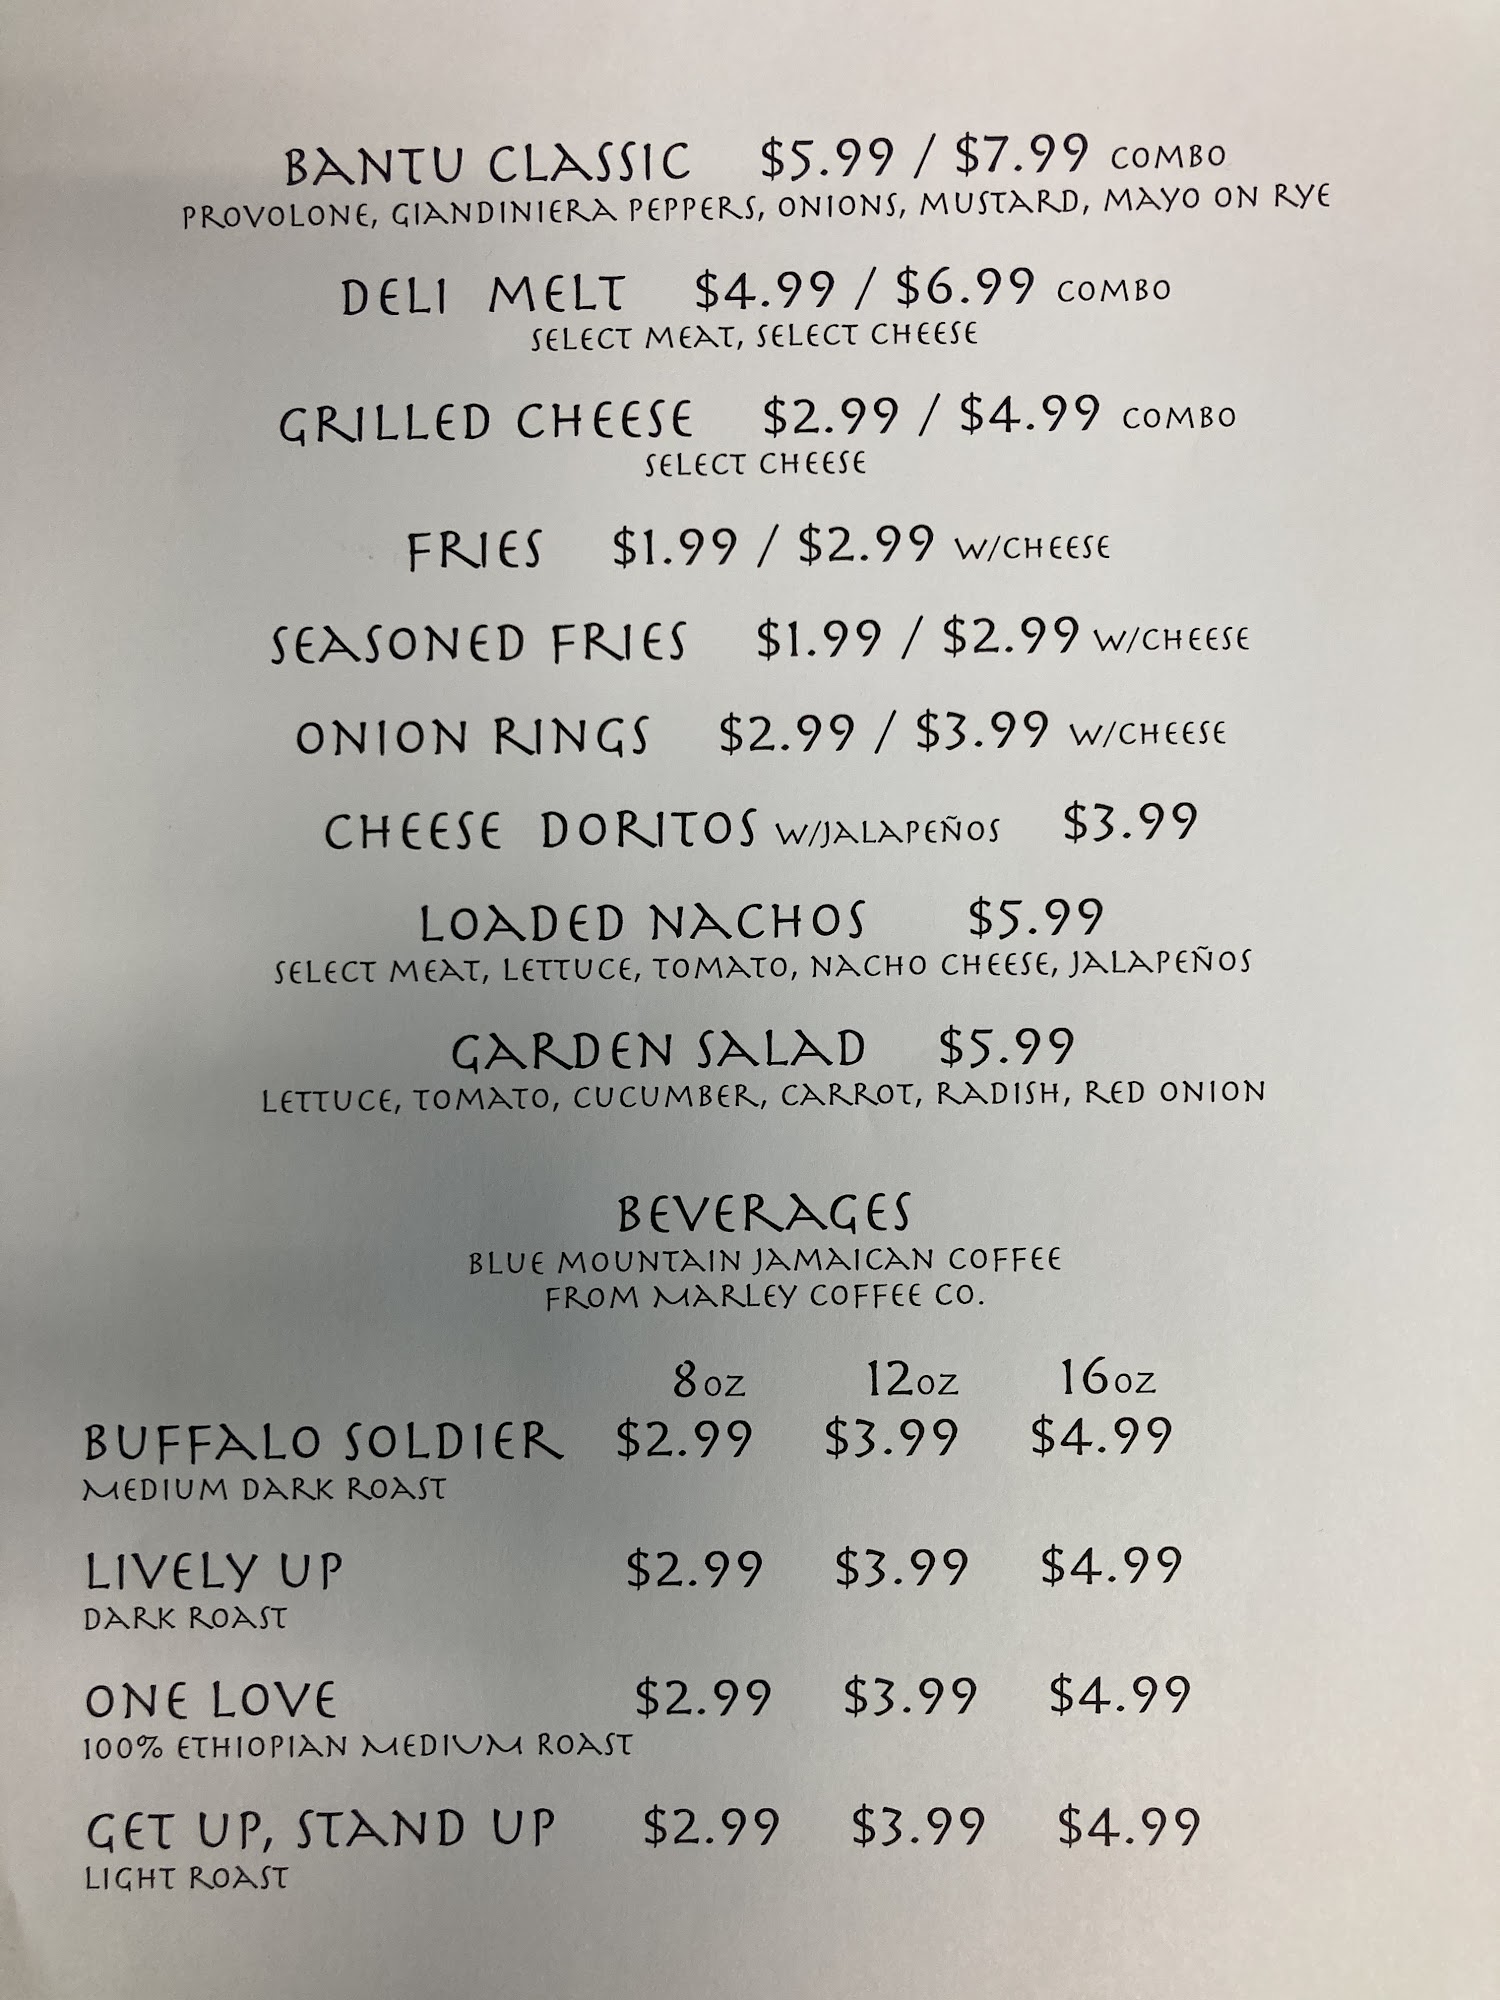 BANTU CLASSIC $5.99 / $7.99 COMBO
PROVOLONE, GIANDINIERA PEPPERS, ONIONS, MUSTARD, MAYO ON RYE
DELI MELT $4.99 / $6.99 COMBO
SELECT MEAT, SELECT CHEESE
GRILLED CHEESE $2.99 / $4.99 COMBO
SELECT CHEESE
FRIES $1.99 / $2.99 W/CHEESE
SEASONED FRIES $1.99 / $2.99 W/CHEESE
ONION RINGS $2.99 / $3.99 W/CHEESE
CHEESE DORITOS W/JALAPEÑOS $3.99
LOADED NACHOS $5.99
SELECT MEAT, LETTUCE, TOMATO, NACHO CHEESE, JALAPEÑOS
GARDEN SALAD $5.99
LETTUCE, TOMATO, CUCUMBER, CARROT, RADISH, RED ONION
BEVERAGES
BLUE MOUNTAIN JAMAICAN COFFEE
FROM MARLEY COFFEE CO.
8OZ 12OZ 16OZ
BUFFALO SOLDIER $2.99 $3.99 $4.99
MEDIUM DARK ROAST
LIVELY UP $2.99 $3.99 $4.99
DARK ROAST
ONE LOVE $2.99 $3.99 $4.99
100% ETHIOPIAN MEDIUM ROAST
GET UP, STAND UP $2.99 $3.99 $4.99
LIGHT ROAST